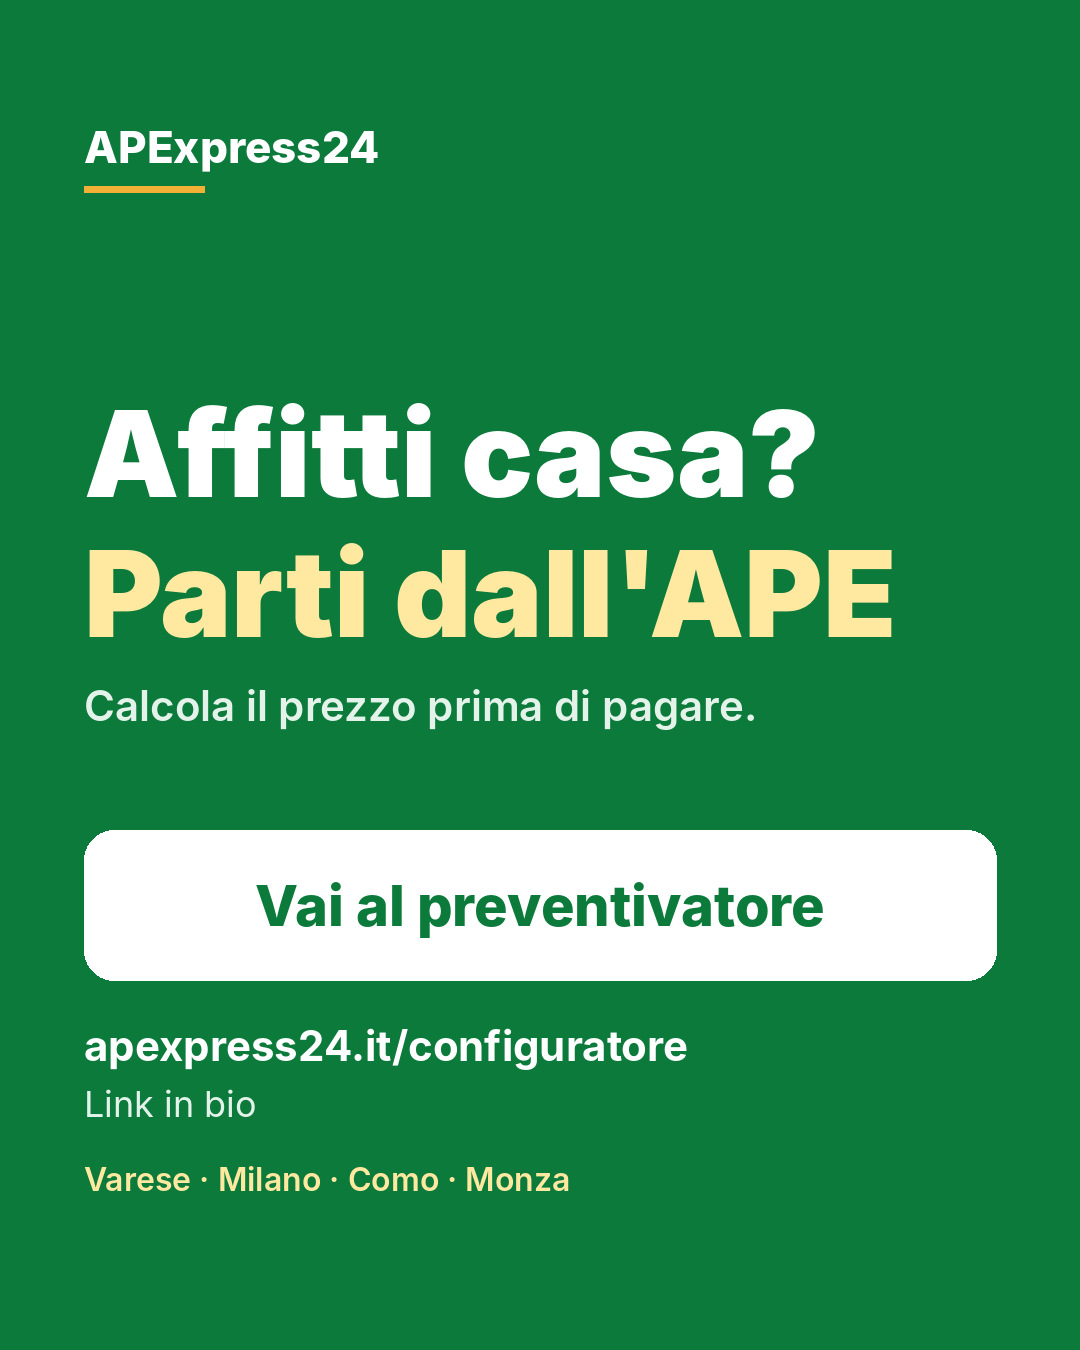 APExpress24
Affitti casa?
Parti dall'APE
Calcola il prezzo prima di pagare.
Vai al preventivatore
apexpress24.it/configuratore
Link in bio
Varese · Milano · Como · Monza